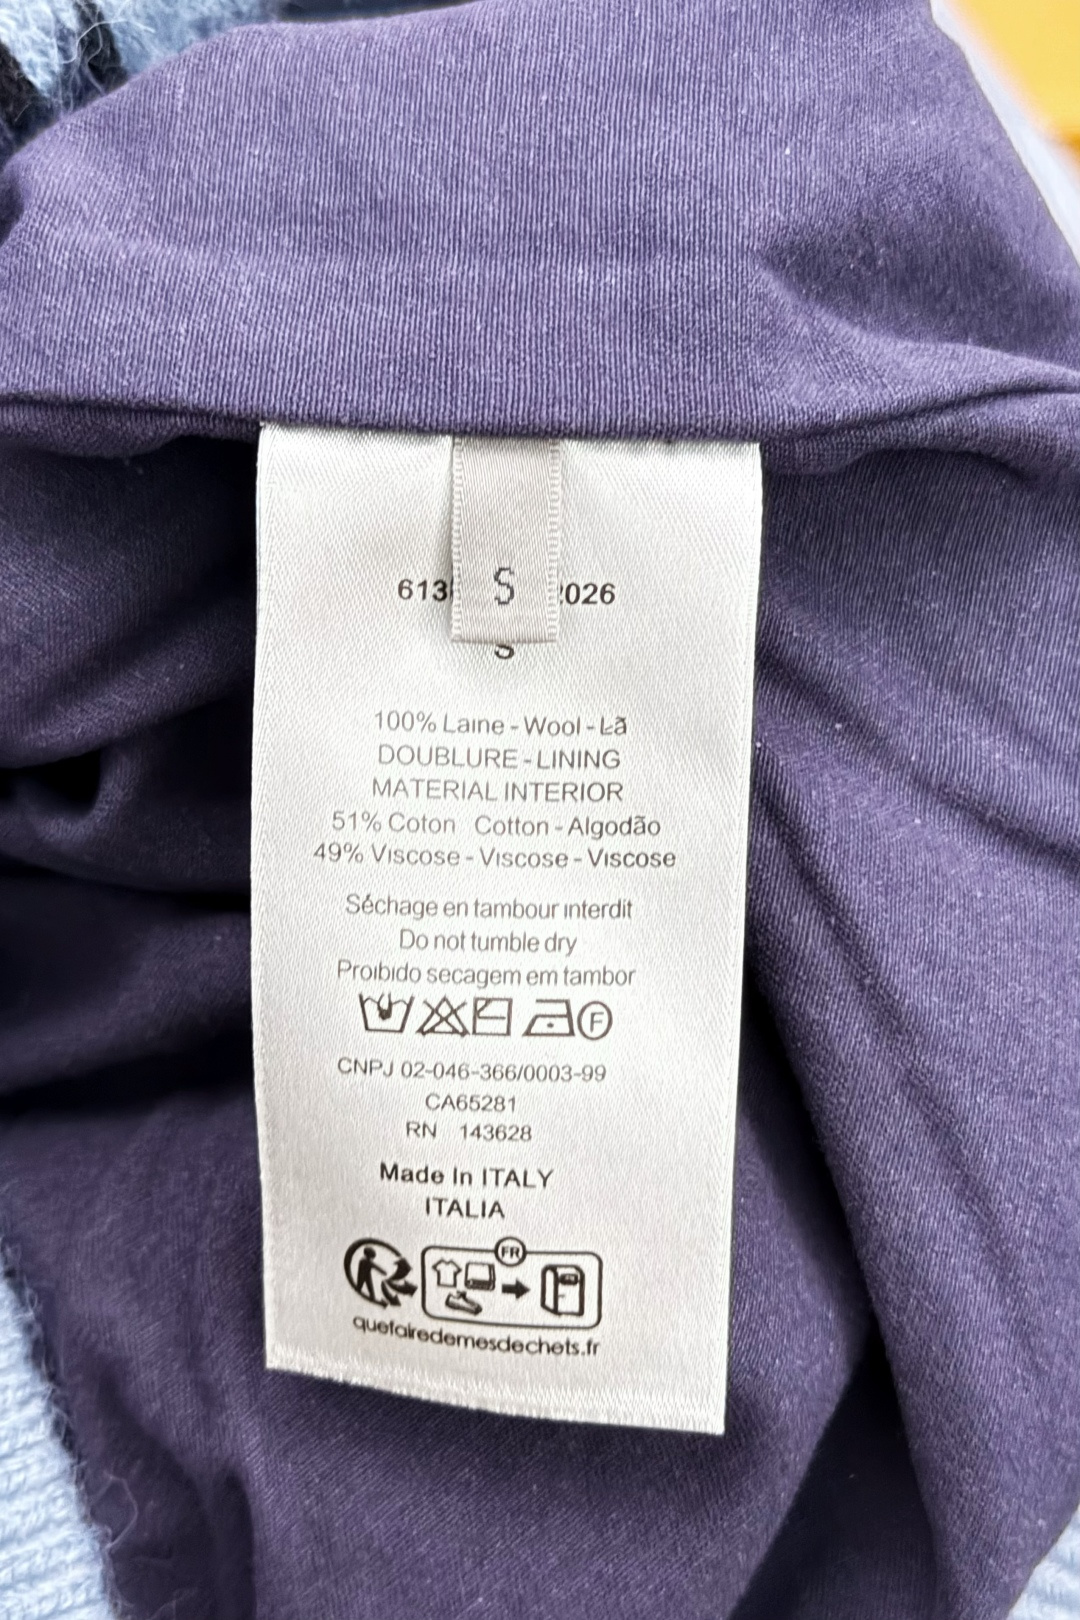 S
613 026
S
100% Laine - Wool - Lã
DOUBLURE - LINING
MATERIAL INTERIOR
51% Coton Cotton - Algodão
49% Viscose - Viscose - Viscose
Séchage en tambour interdit
Do not tumble dry
Proibido secagem em tambor
F
CNPJ 02-046-366/0003-99
CA65281
RN 143628
Made In ITALY
ITALIA
FR
quefairedemesdechets.fr